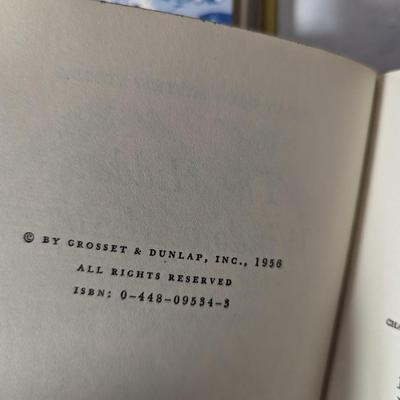 © BY GROSSET & DUNLAP, INC., 1956
ALL RIGHTS RESERVED
ISBN: 0-448-09534-3